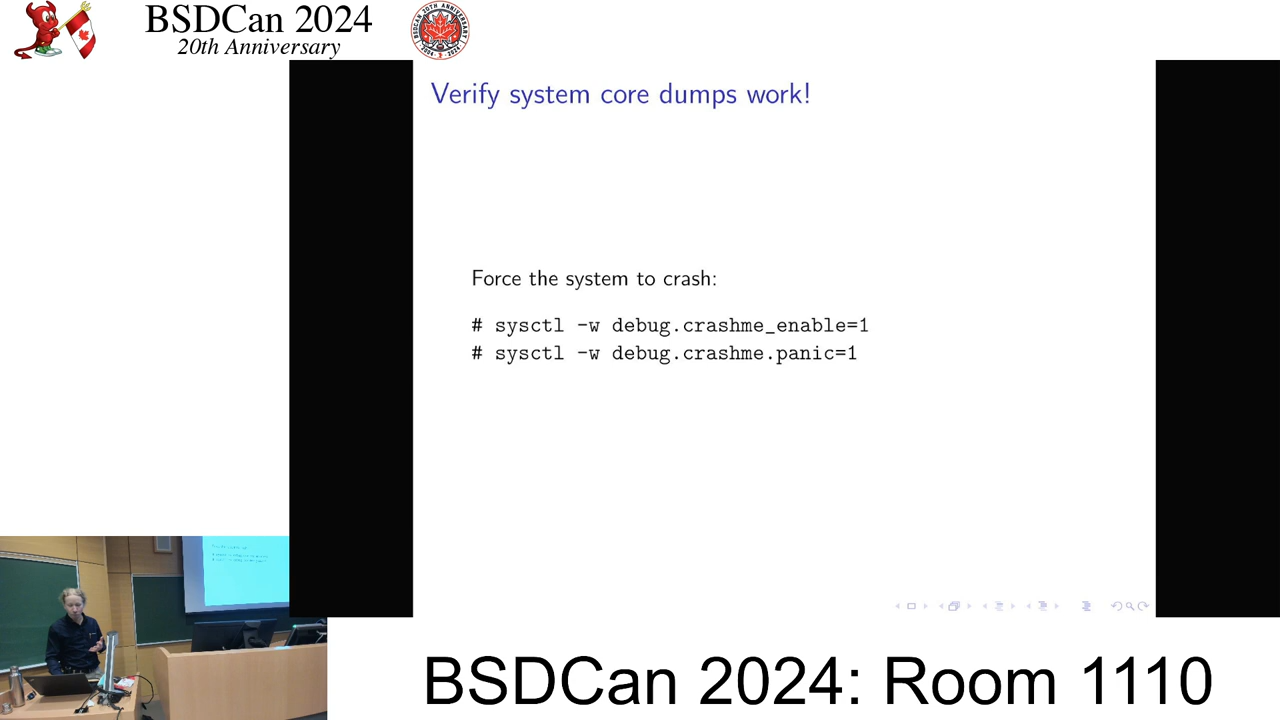 BSDCan 2024
20th Anniversary
Verify system core dumps work!
Force the system to crash:
# sysctl -w debug.crashme_enable=1
# sysctl -w debug.crashme.panic=1
BSDCan 2024: Room 1110